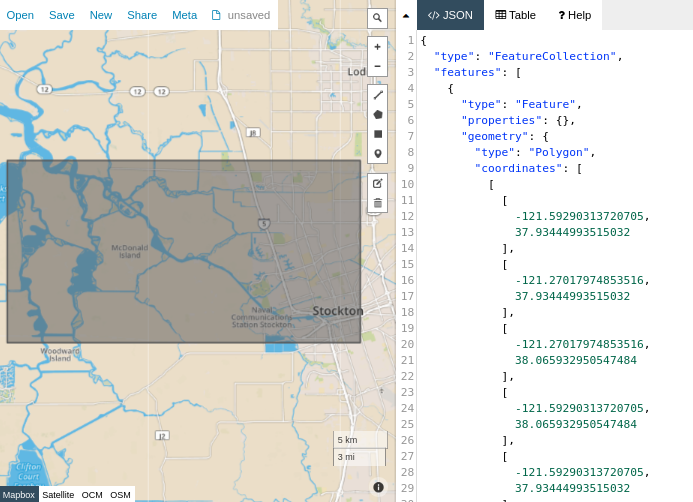 Open Save New Share Meta unsaved
</> JSON Table ? Help
+
−
Lod
12
12 12
J8
5
McDonald
Island
Naval
Communications
Station Stockton
Stockton
Woodward
Island
J2
Clifton
Court
5 km
3 mi
Mapbox Satellite OCM OSM
1 {
2 "type": "FeatureCollection",
3 "features": [
4 {
5 "type": "Feature",
6 "properties": {},
7 "geometry": {
8 "type": "Polygon",
9 "coordinates": [
10 [
11 [
12 -121.59290313720705,
13 37.93444993515032
14 ],
15 [
16 -121.27017974853516,
17 37.93444993515032
18 ],
19 [
20 -121.27017974853516,
21 38.065932950547484
22 ],
23 [
24 -121.59290313720705,
25 38.065932950547484
26 ],
27 [
28 -121.59290313720705,
29 37.93444993515032